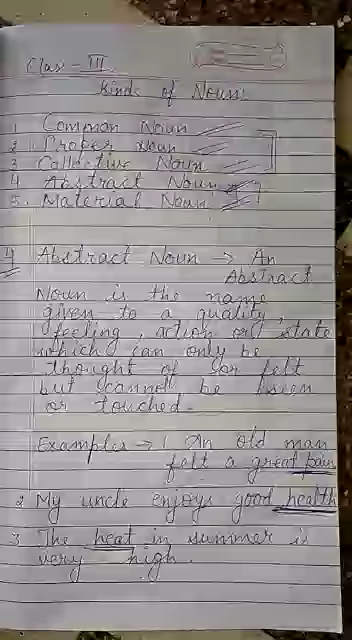 Class - III
Kinds of Noun:
1 Common Noun
2. Proper Noun
3 Collective Noun
4 Abstract Noun
5. Material Noun
4 Abstract Noun → An
Abstract
Noun is the name
given to a quality,
feeling, action or state
which can only be
thought of or felt
but cannot be seen
or touched.
Examples → 1 An old man
felt a great pain
2 My uncle enjoys good health
3 The heat in summer is
very high.